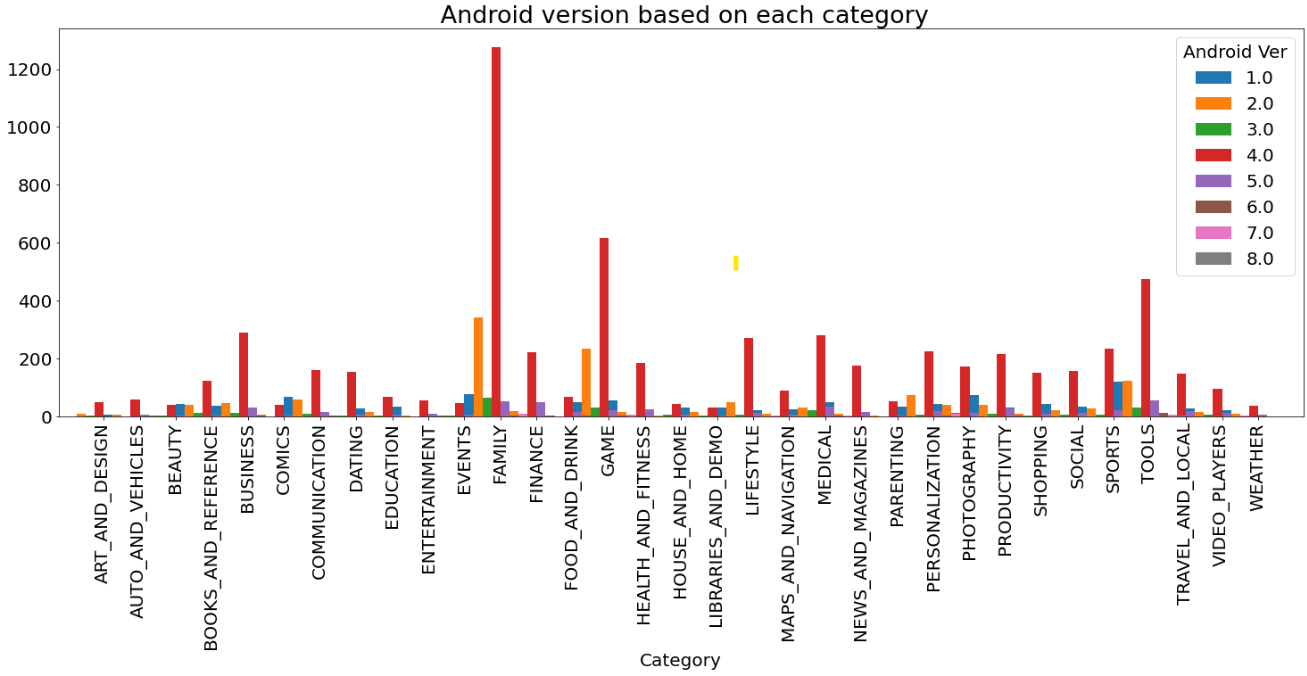 Android version based on each category
1200
1000
800
600
400
200
0
Android Ver
1.0
2.0
3.0
4.0
5.0
6.0
7.0
8.0
ART_AND_DESIGN
AUTO_AND_VEHICLES
BEAUTY
BOOKS_AND_REFERENCE
BUSINESS
COMICS
COMMUNICATION
DATING
EDUCATION
ENTERTAINMENT
EVENTS
FAMILY
FINANCE
FOOD_AND_DRINK
GAME
HEALTH_AND_FITNESS
HOUSE_AND_HOME
LIBRARIES_AND_DEMO
LIFESTYLE
MAPS_AND_NAVIGATION
MEDICAL
NEWS_AND_MAGAZINES
PARENTING
PERSONALIZATION
PHOTOGRAPHY
PRODUCTIVITY
SHOPPING
SOCIAL
SPORTS
TOOLS
TRAVEL_AND_LOCAL
VIDEO_PLAYERS
WEATHER
Category